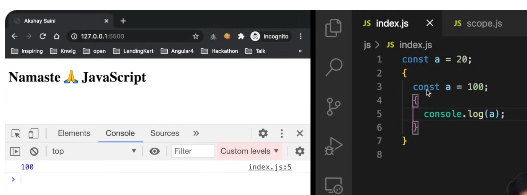 Akshay Saini
127.0.0.1:5500
Incognito
Inspiring
Knwlg
open
LendingKart
Angular4
Hackathon
Talk
»
Namaste 🙏 JavaScript
Elements
Console
Sources
»
top
Filter
Custom levels
100
index.js:5
>
JS index.js
JS scope.js
js > JS index.js
1 const a = 20;
2 {
3 const a = 100;
4 {
5 console.log(a);
6 }
7 }
8